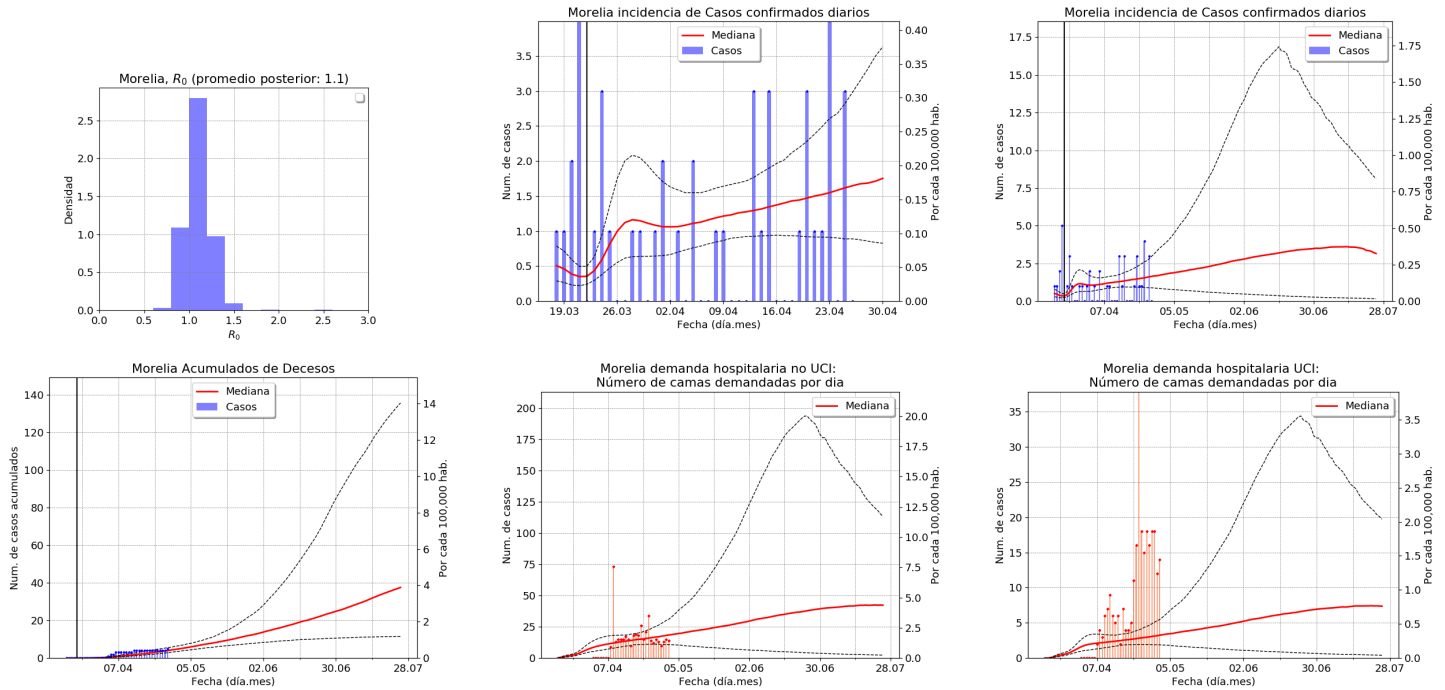 Morelia, R0 (promedio posterior: 1.1)
Densidad
2.5
2.0
1.5
1.0
0.5
0.0
0.0 0.5 1.0 1.5 2.0 2.5 3.0
R0
Morelia incidencia de Casos confirmados diarios
Mediana
Casos
Num. de casos
3.5
3.0
2.5
2.0
1.5
1.0
0.5
0.0
0.40
0.35
0.30
0.25
0.20
0.15
0.10
0.05
0.00
Por cada 100,000 hab.
19.03 26.03 02.04 09.04 16.04 23.04 30.04
Fecha (día.mes)
Morelia incidencia de Casos confirmados diarios
Mediana
Casos
Num. de casos
17.5
15.0
12.5
10.0
7.5
5.0
2.5
0.0
1.75
1.50
1.25
1.00
0.75
0.50
0.25
0.00
Por cada 100,000 hab.
07.04 05.05 02.06 30.06 28.07
Fecha (día.mes)
Morelia Acumulados de Decesos
Mediana
Casos
Num. de casos acumulados
140
120
100
80
60
40
20
0
14
12
10
8
6
4
2
0
Por cada 100,000 hab.
07.04 05.05 02.06 30.06 28.07
Fecha (día.mes)
Morelia demanda hospitalaria no UCI:
Número de camas demandadas por dia
Mediana
Num. de casos
200
175
150
125
100
75
50
25
0
20.0
17.5
15.0
12.5
10.0
7.5
5.0
2.5
0.0
Por cada 100,000 hab.
07.04 05.05 02.06 30.06 28.07
Fecha (día.mes)
Morelia demanda hospitalaria UCI:
Número de camas demandadas por dia
Mediana
Num. de casos
35
30
25
20
15
10
5
0
3.5
3.0
2.5
2.0
1.5
1.0
0.5
0.0
Por cada 100,000 hab.
07.04 05.05 02.06 30.06 28.07
Fecha (día.mes)